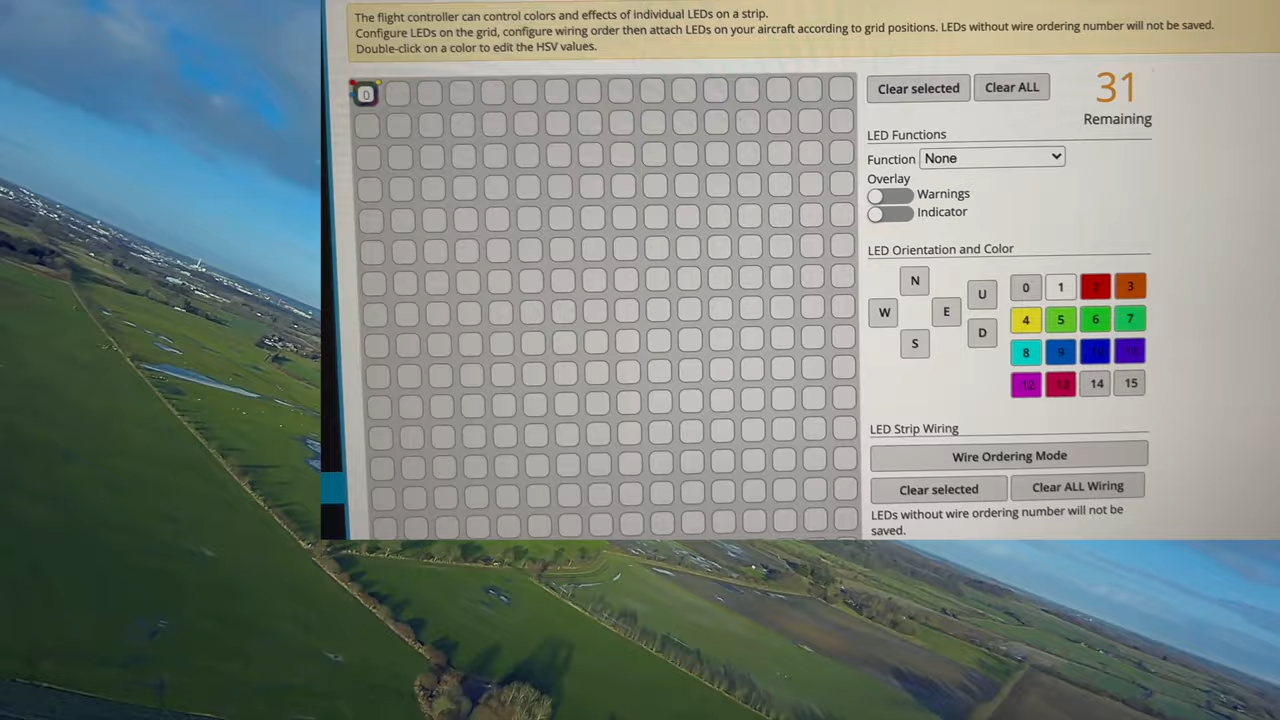 The flight controller can control colors and effects of individual LEDs on a strip.
Configure LEDs on the grid, configure wiring order then attach LEDs on your aircraft according to grid positions. LEDs without wire ordering number will not be saved.
Double-click on a color to edit the HSV values.
0
Clear selected
Clear ALL
31
Remaining
LED Functions
Function
None
Overlay
Warnings
Indicator
LED Orientation and Color
N
W
E
S
U
D
0 1 2 3
4 5 6 7
8 9 10 11
12 13 14 15
LED Strip Wiring
Wire Ordering Mode
Clear selected
Clear ALL Wiring
LEDs without wire ordering number will not be
saved.